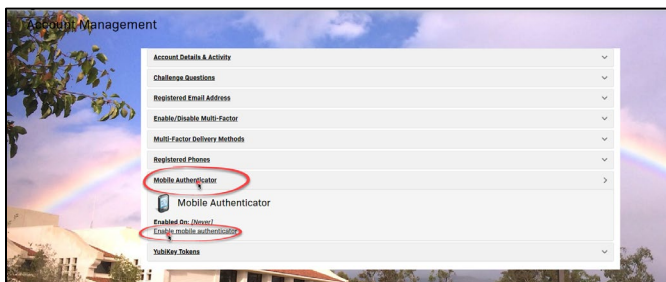 Account Management
Account Details & Activity
Challenge Questions
Registered Email Address
Enable/Disable Multi-Factor
Multi-Factor Delivery Methods
Registered Phones
Mobile Authenticator
Mobile Authenticator
Enabled On: [Never]
Enable mobile authenticator
YubiKey Tokens